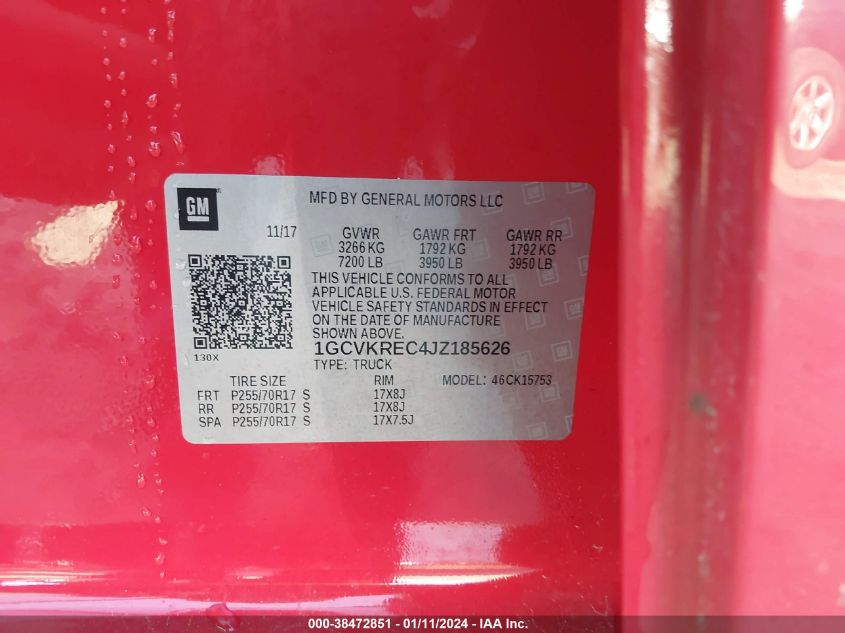 GM
MFD BY GENERAL MOTORS LLC
11/17 GVWR GAWR FRT GAWR RR
3266 KG 1792 KG 1792 KG
7200 LB 3950 LB 3950 LB
THIS VEHICLE CONFORMS TO ALL
APPLICABLE U.S. FEDERAL MOTOR
VEHICLE SAFETY STANDARDS IN EFFECT
ON THE DATE OF MANUFACTURE
SHOWN ABOVE.
130X
1GCVKREC4JZ185626
TYPE: TRUCK
TIRE SIZE RIM MODEL: 46CK15753
FRT P255/70R17 S 17X8J
RR P255/70R17 S 17X8J
SPA P255/70R17 S 17X7.5J
000-38472851 - 01/11/2024 - IAA Inc.